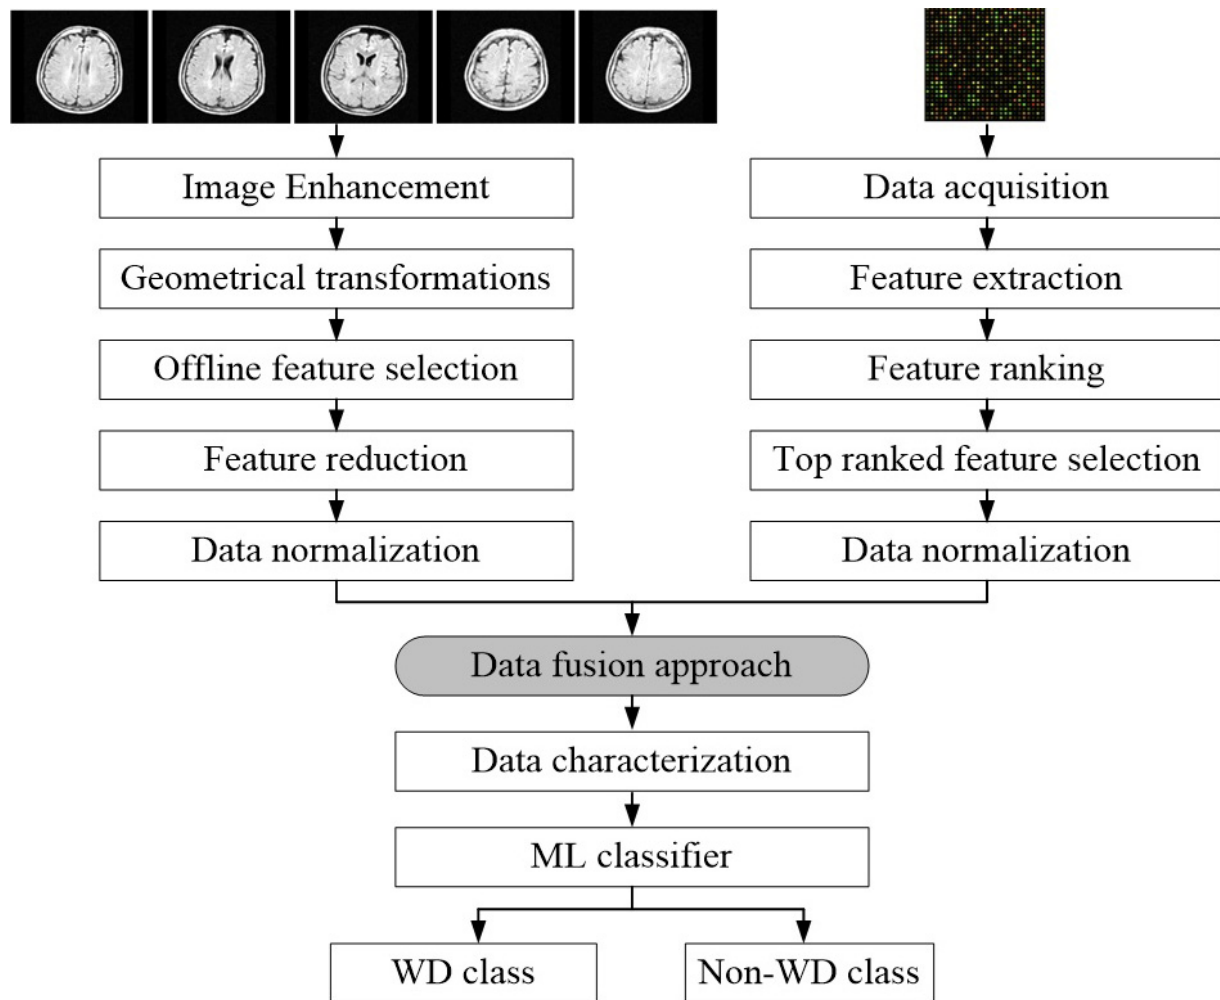 Image Enhancement
Geometrical transformations
Offline feature selection
Feature reduction
Data normalization
Data acquisition
Feature extraction
Feature ranking
Top ranked feature selection
Data normalization
Data fusion approach
Data characterization
ML classifier
WD class
Non-WD class